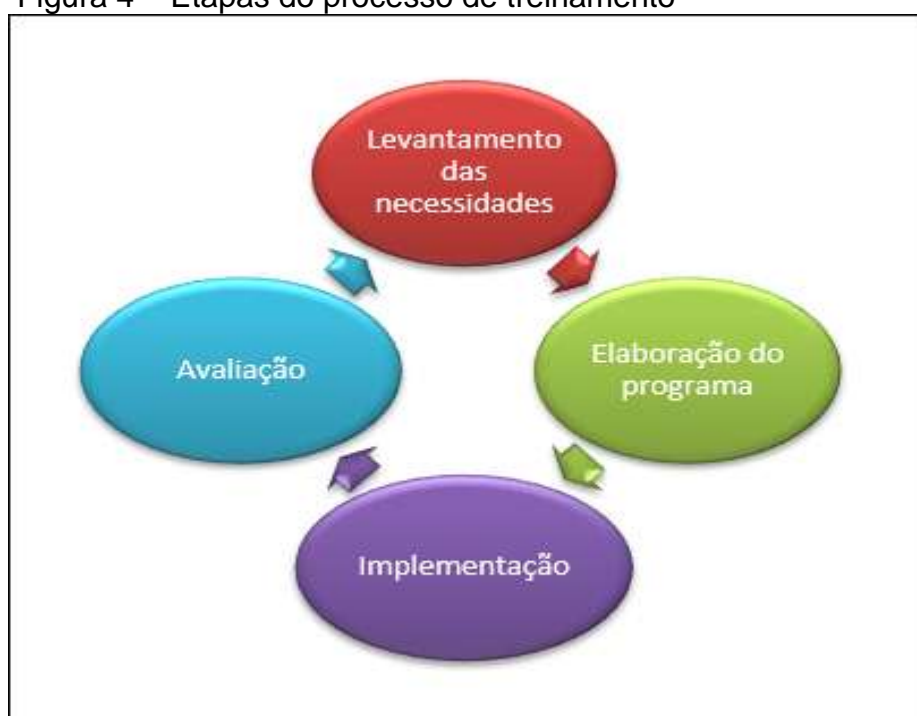 Figura 4 – Etapas do processo de treinamento
Levantamento
das
necessidades
Elaboração do
programa
Implementação
Avaliação